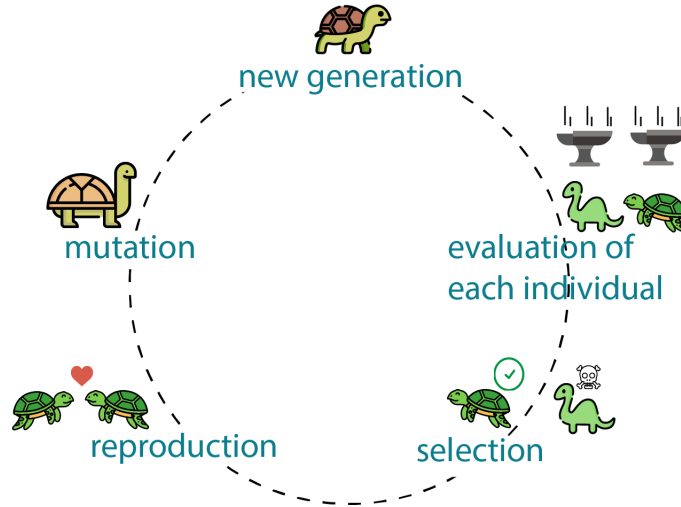 new generation
mutation
evaluation of
each individual
reproduction
selection